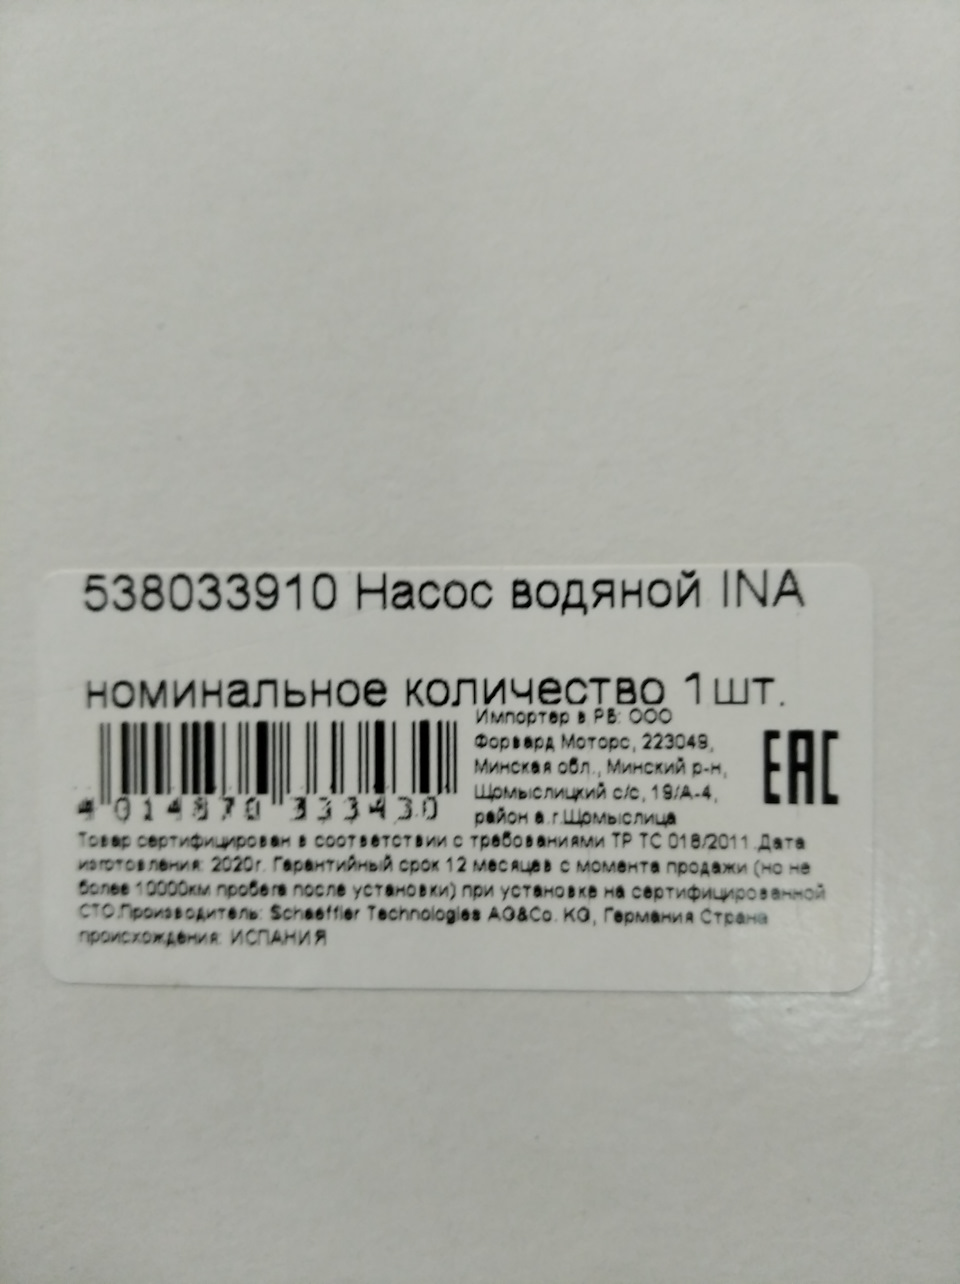 538033910 Насос водяной INA
номинальное количество 1шт.
Импортер в РБ: ООО
Форвард Моторс, 223049,
Минская обл., Минский р-н,
Щомыслицкий с/с, 19/А-4,
район а.г.Щомыслица
EAC
4 014870 333430
Товар сертифицирован в соответствии с требованиями ТР ТС 018/2011 Дата
изготовления: 2020г. Гарантийный срок 12 месяцев с момента продажи (но не
более 10000км пробега после установки) при установке на сертифицированной
СТО.Производитель: Schaeffler Technologies AG&Co. KG, Германия Страна
происхождения: ИСПАНИЯ